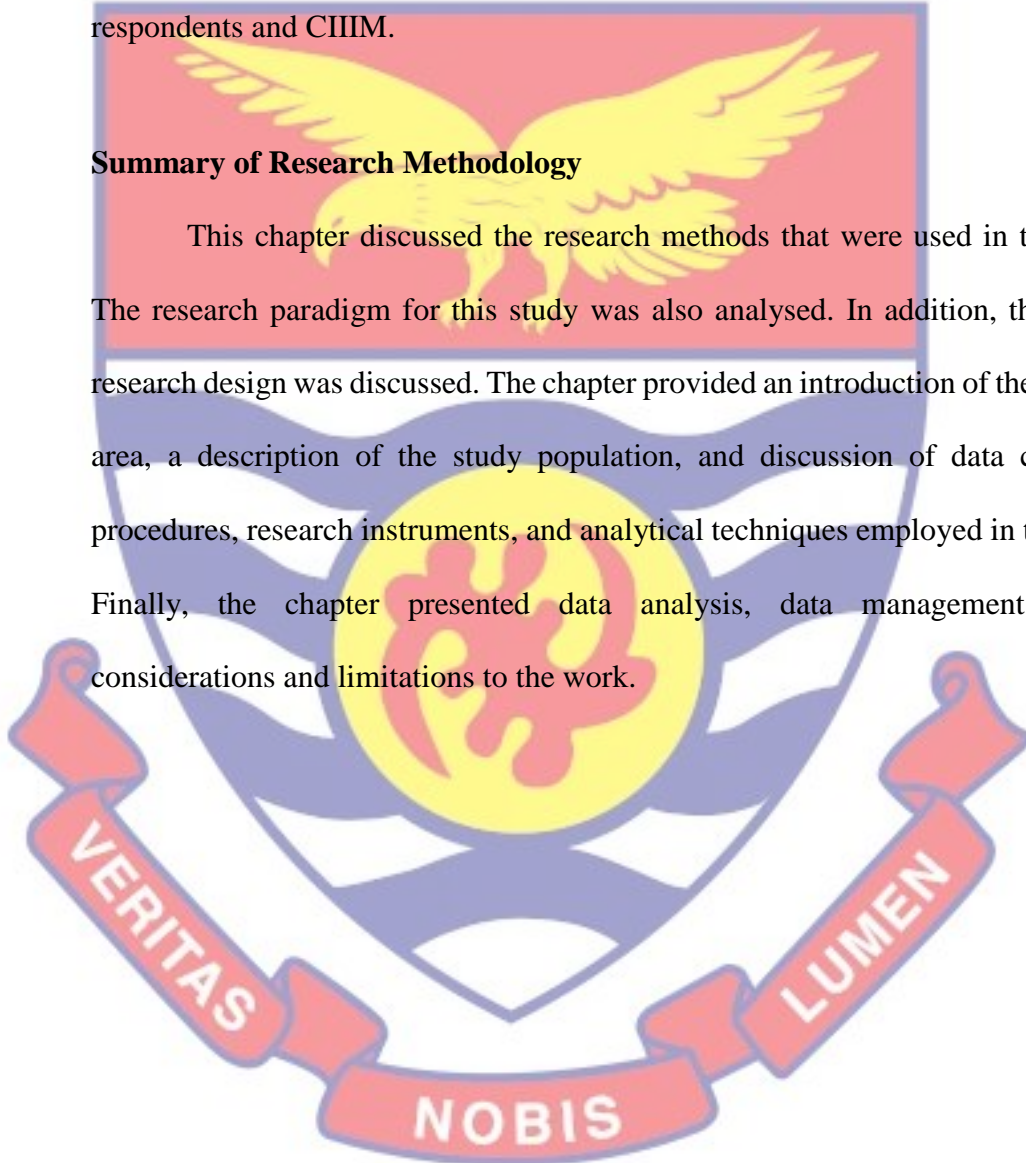 respondents and CIIIM.
Summary of Research Methodology
This chapter discussed the research methods that were used in t
The research paradigm for this study was also analysed. In addition, th
research design was discussed. The chapter provided an introduction of the
area, a description of the study population, and discussion of data c
procedures, research instruments, and analytical techniques employed in t
Finally, the chapter presented data analysis, data management
considerations and limitations to the work.
VERITAS
NOBIS
LUMEN